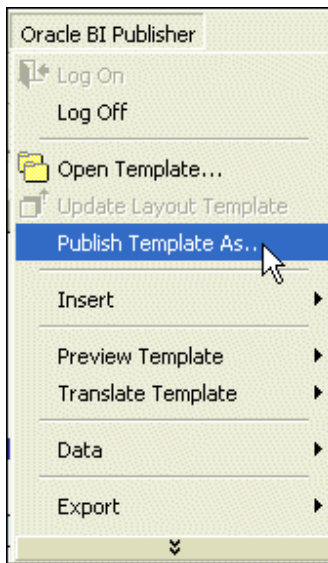 Oracle BI Publisher
Log On
Log Off
Open Template...
Update Layout Template
Publish Template As...
Insert
Preview Template
Translate Template
Data
Export